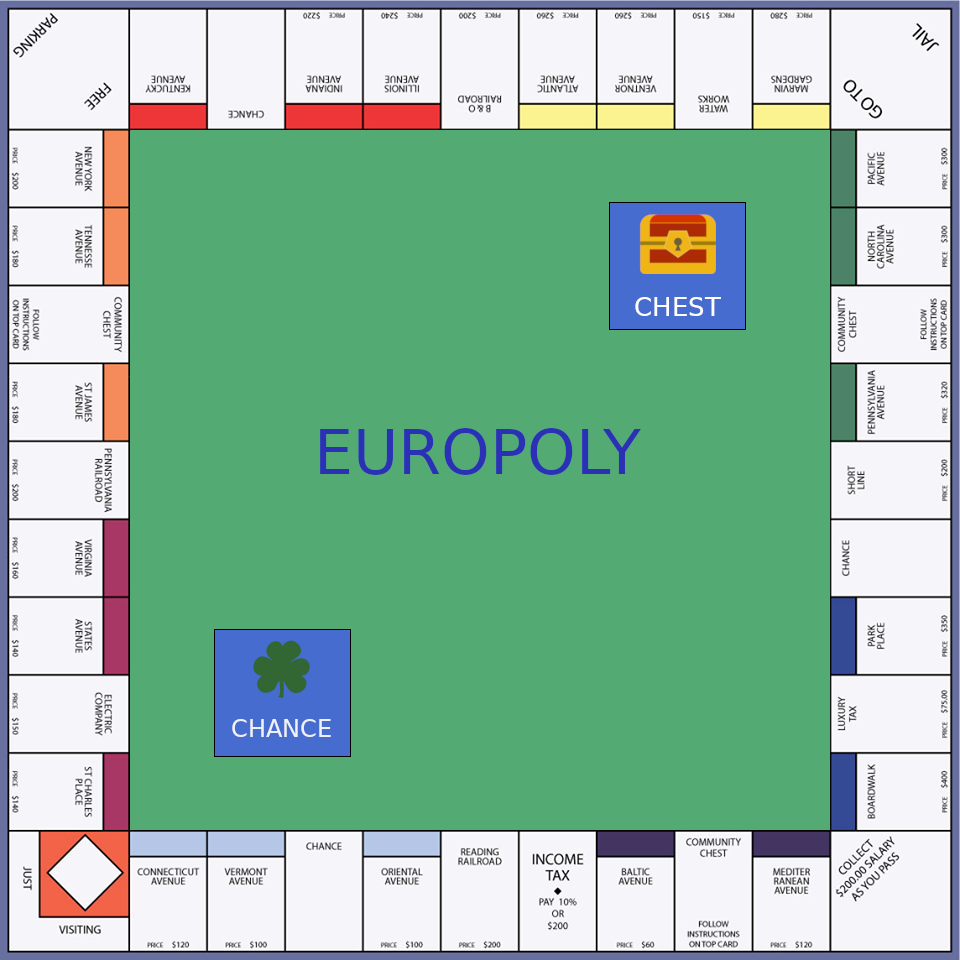 PARKING
FREE
KENTUCKY
AVENUE
CHANCE
INDIANA
AVENUE
PRICE $220
ILLINOIS
AVENUE
PRICE $240
B & O
RAILROAD
PRICE $200
ATLANTIC
AVENUE
PRICE $260
VENTNOR
AVENUE
PRICE $260
WATER
WORKS
PRICE $150
MARVIN
GARDENS
PRICE $280
GO TO
JAIL
NEW YORK
AVENUE
PRICE $200
TENNESSE
AVENUE
PRICE $180
COMMUNITY
CHEST
FOLLOW
INSTRUCTIONS
ON TOP CARD
ST JAMES
AVENUE
PRICE $180
PENNSYLVANIA
RAILROAD
PRICE $200
VIRGINIA
AVENUE
PRICE $160
STATES
AVENUE
PRICE $140
ELECTRIC
COMPANY
PRICE $150
ST CHARLES
PLACE
PRICE $140
CHEST
EUROPOLY
CHANCE
PACIFIC
AVENUE
PRICE $300
NORTH
CAROLINA
AVENUE
PRICE $300
COMMUNITY
CHEST
FOLLOW
INSTRUCTIONS
ON TOP CARD
PENNSYLVANIA
AVENUE
PRICE $320
SHORT
LINE
PRICE $200
CHANCE
PARK
PLACE
PRICE $350
LUXURY
TAX
PRICE $75.00
BOARDWALK
PRICE $400
JUST
VISITING
CONNECTICUT
AVENUE
PRICE $120
VERMONT
AVENUE
PRICE $100
CHANCE
ORIENTAL
AVENUE
PRICE $100
READING
RAILROAD
PRICE $200
INCOME
TAX
PAY 10%
OR
$200
BALTIC
AVENUE
PRICE $60
COMMUNITY
CHEST
FOLLOW
INSTRUCTIONS
ON TOP CARD
MEDITER
RANEAN
AVENUE
PRICE $120
COLLECT
$200.00 SALARY
AS YOU PASS